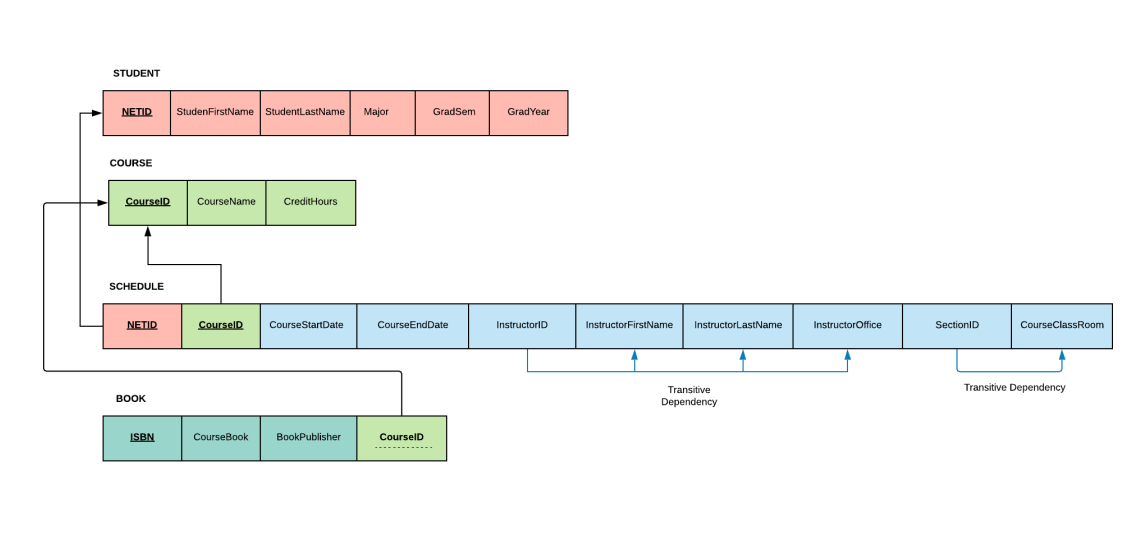 STUDENT
NETID StudenFirstName StudentLastName Major GradSem GradYear
COURSE
CourseID CourseName CreditHours
SCHEDULE
NETID CourseID CourseStartDate CourseEndDate InstructorID InstructorFirstName InstructorLastName InstructorOffice SectionID CourseClassRoom
Transitive
Dependency
Transitive Dependency
BOOK
ISBN CourseBook BookPublisher CourseID